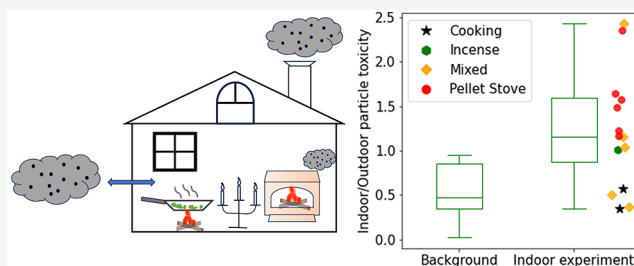 Indoor/Outdoor particle toxicity
2.5
2.0
1.5
1.0
0.5
0.0
Cooking
Incense
Mixed
Pellet Stove
Background
Indoor experiment